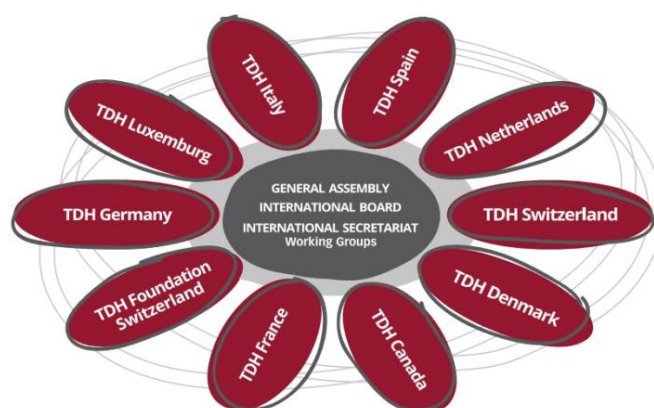 TDH Italy
TDH Spain
TDH Luxemburg
TDH Netherlands
GENERAL ASSEMBLY
INTERNATIONAL BOARD
INTERNATIONAL SECRETARIAT
Working Groups
TDH Germany
TDH Switzerland
TDH Foundation
Switzerland
TDH Denmark
TDH France
TDH Canada